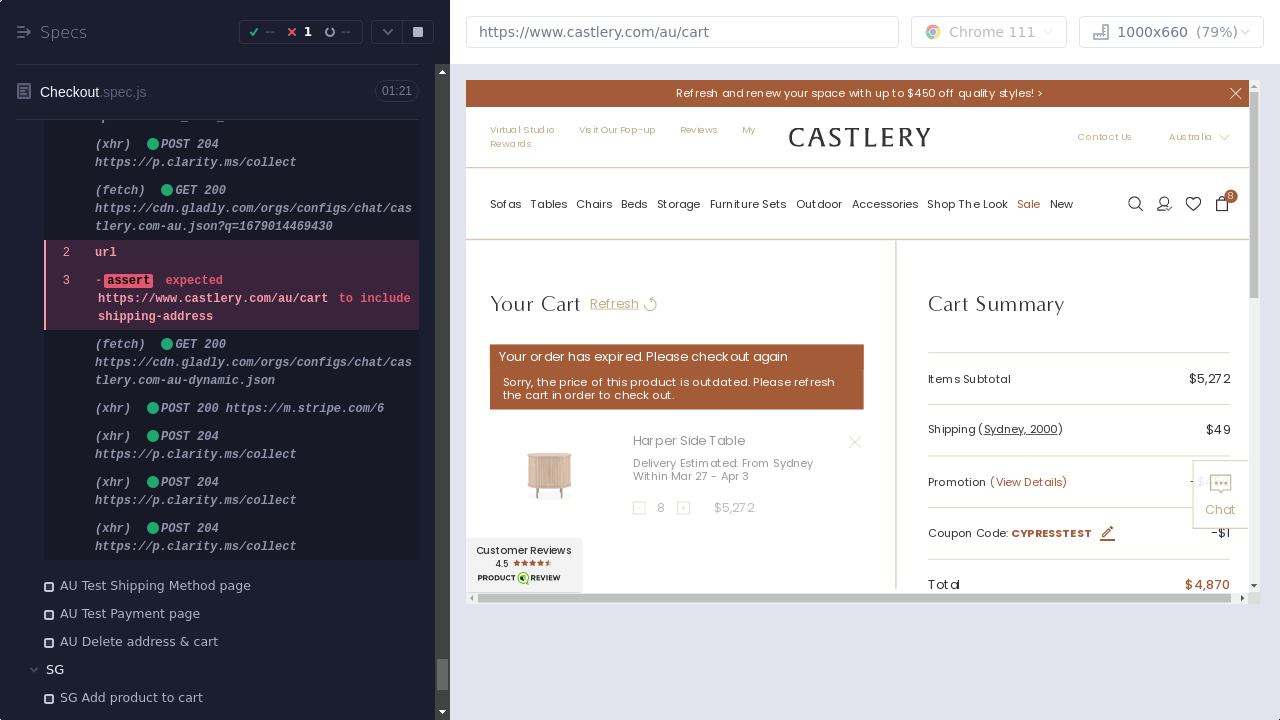 Specs
--
1
--
Checkout.spec.js
01:21
(xhr) POST 204
https://p.clarity.ms/collect
(fetch) GET 200
https://cdn.gladly.com/orgs/configs/chat/cas
tlery.com-au.json?q=1679014469430
2 url
3 -assert expected
https://www.castlery.com/au/cart to include
shipping-address
(fetch) GET 200
https://cdn.gladly.com/orgs/configs/chat/cas
tlery.com-au-dynamic.json
(xhr) POST 200 https://m.stripe.com/6
(xhr) POST 204
https://p.clarity.ms/collect
(xhr) POST 204
https://p.clarity.ms/collect
(xhr) POST 204
https://p.clarity.ms/collect
AU Test Shipping Method page
AU Test Payment page
AU Delete address & cart
SG
SG Add product to cart
https://www.castlery.com/au/cart
Chrome 111
1000x660 (79%)
Refresh and renew your space with up to $450 off quality styles! >
Virtual Studio Visit Our Pop-up Reviews My
Rewards
CASTLERY
Contact Us
Australia
Sofas Tables Chairs Beds Storage Furniture Sets Outdoor Accessories Shop The Look Sale New
8
Your Cart Refresh
Your order has expired. Please checkout again
Sorry, the price of this product is outdated. Please refresh
the cart in order to check out.
Harper Side Table
Delivery Estimated: From Sydney
Within Mar 27 - Apr 3
- 8 + $5,272
Customer Reviews
4.5
PRODUCT REVIEW
Cart Summary
Items Subtotal $5,272
Shipping (Sydney, 2000) $49
Promotion (View Details)
Chat
Coupon Code: CYPRESSTEST -$1
Total $4,870